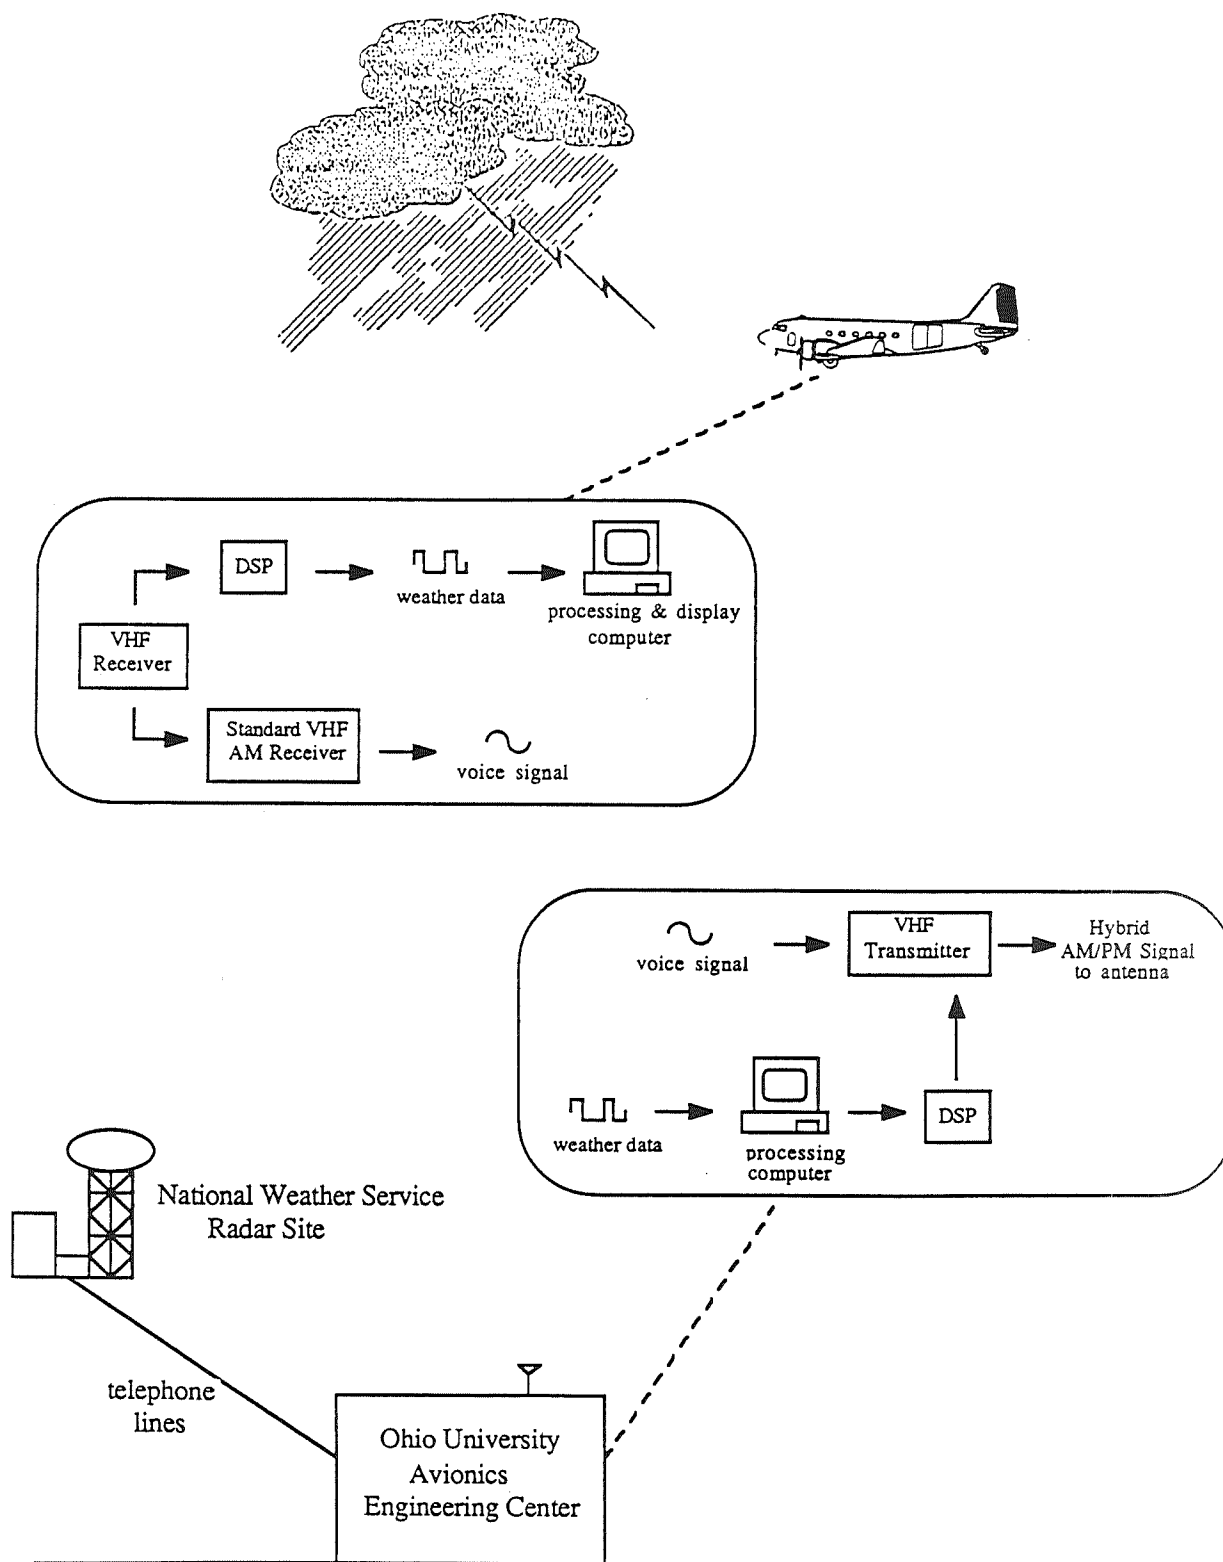 DSP
weather data
processing & display
computer
VHF
Receiver
Standard VHF
AM Receiver
voice signal
voice signal
VHF
Transmitter
Hybrid
AM/PM Signal
to antenna
weather data
processing
computer
DSP
National Weather Service
Radar Site
telephone
lines
Ohio University
Avionics
Engineering Center